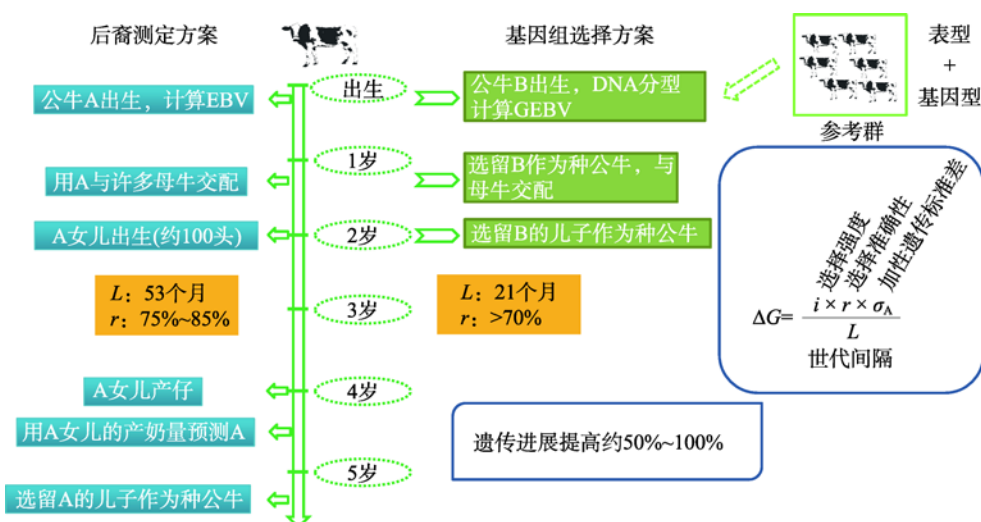 后裔测定方案
基因组选择方案
表型
+
基因型
参考群
出生
公牛A出生，计算EBV
公牛B出生，DNA分型
计算GEBV
1岁
用A与许多母牛交配
选留B作为种公牛，与
母牛交配
A女儿出生(约100头)
2岁
选留B的儿子作为种公牛
L：53个月
r：75%~85%
L：21个月
r：>70%
3岁
选择强度
选择准确性
加性遗传标准差
ΔG= i × r × σA
L
世代间隔
A女儿产仔
4岁
用A女儿的产奶量预测A
遗传进展提高约50%~100%
5岁
选留A的儿子作为种公牛